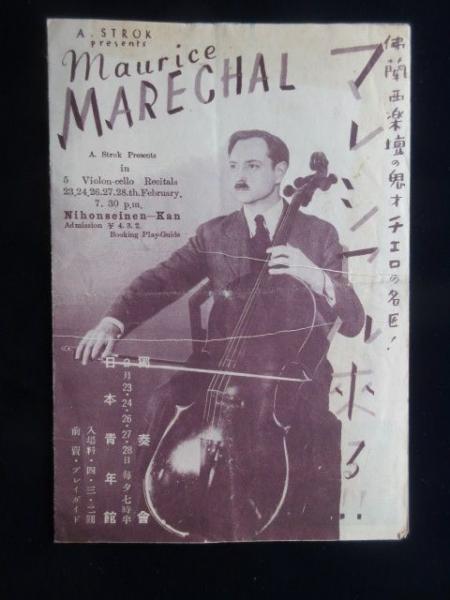 A. STROK
presents
Maurice
MARECHAL
A. Strok Presents
in
5 Violon-cello Recitals
23,24,26,27,28.th.February,
7. 30 p.m.
Nihonseinen—Kan
Admission ¥ 4. 3. 2.
Booking Play-Guide
佛蘭西楽壇の鬼才チエロの名匠!
マレシャル来る!!
獨奏會
2月23・24・26・27・28日 毎夕七時半
日本青年館
入場料・四・三・二圓
前賣・プレイガイド